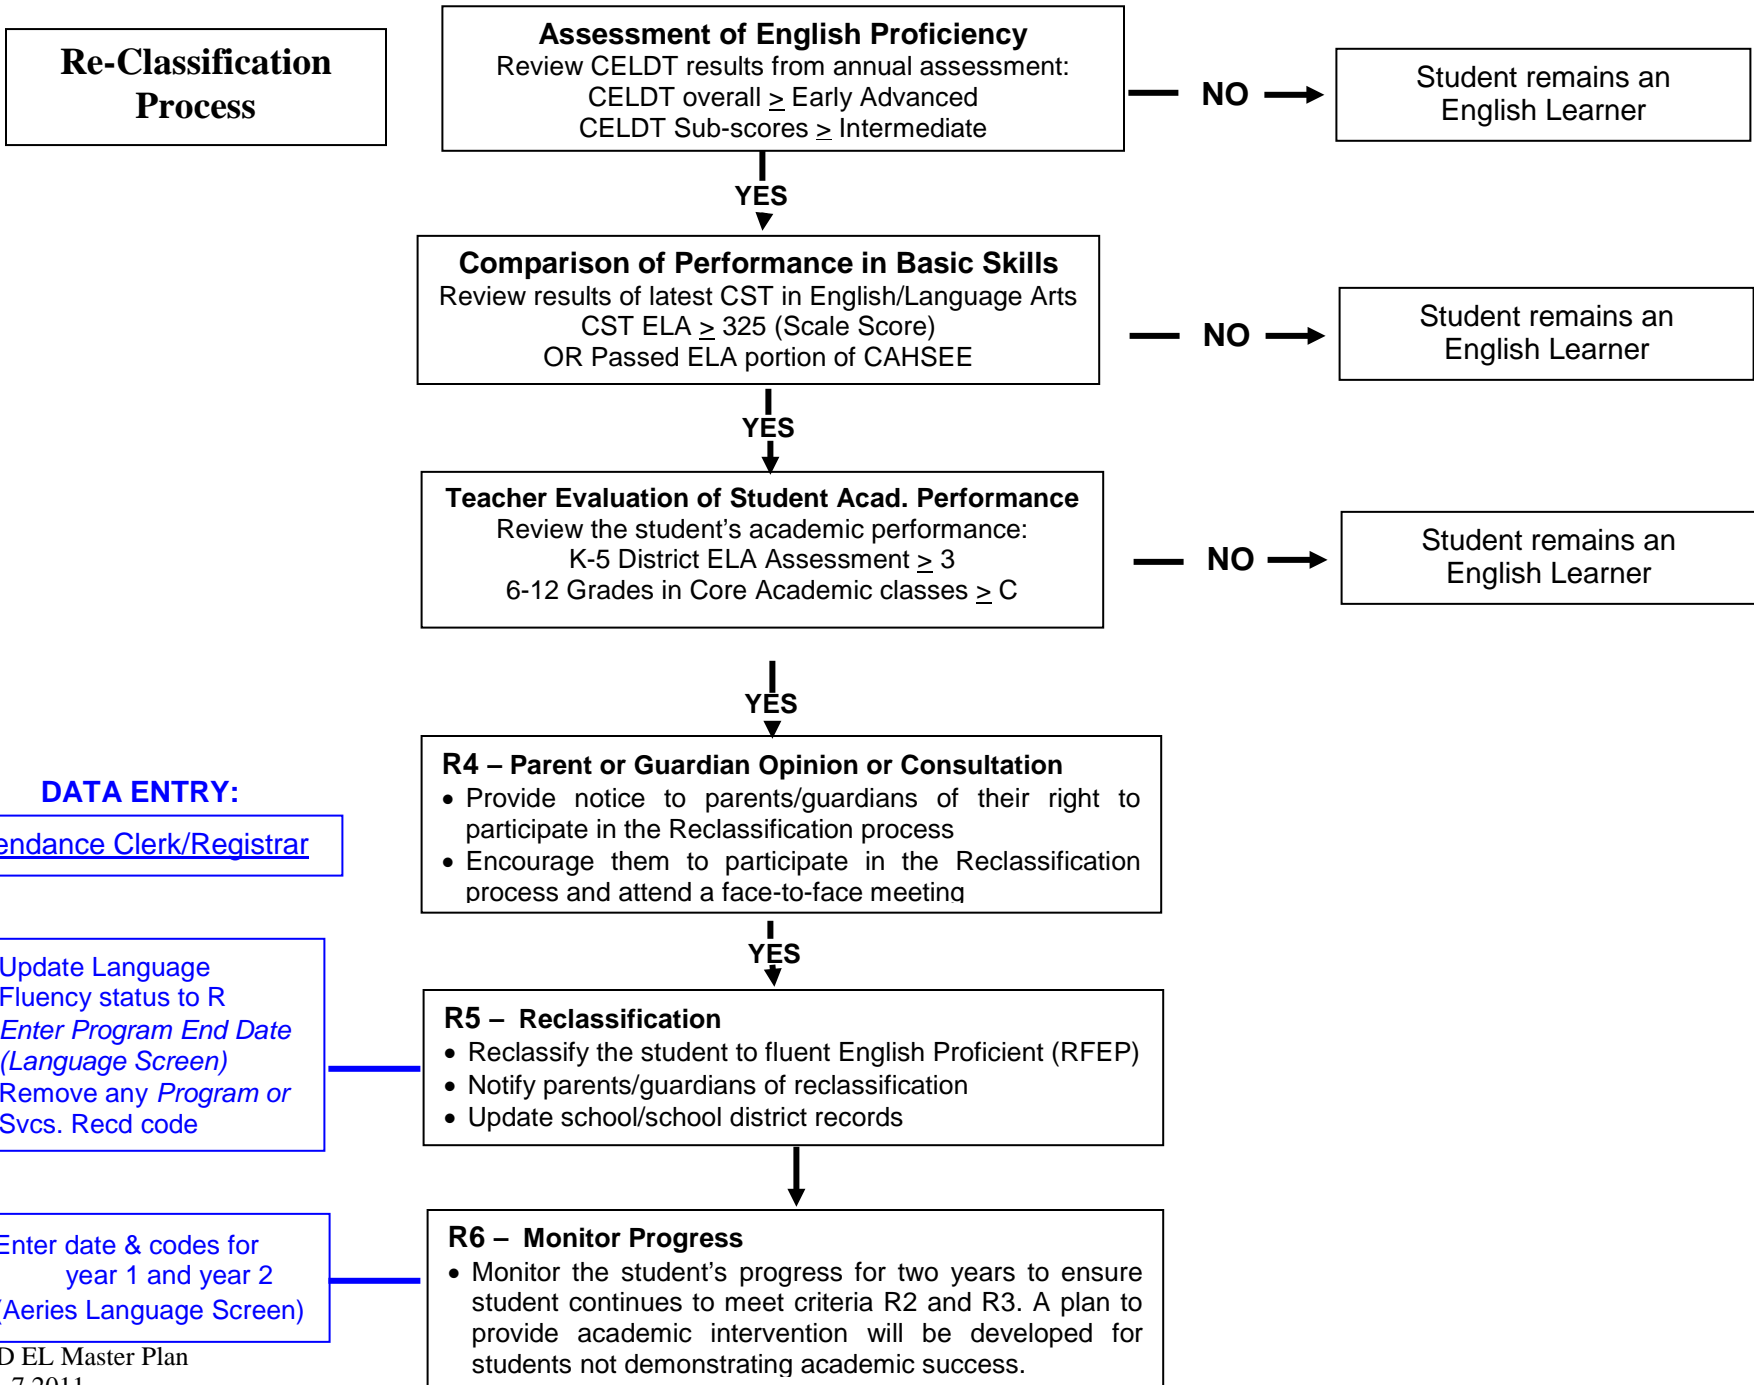 Re-Classification
Process
Assessment of English Proficiency
Review CELDT results from annual assessment:
CELDT overall ≥ Early Advanced
CELDT Sub-scores ≥ Intermediate
NO
Student remains an
English Learner
YES
Comparison of Performance in Basic Skills
Review results of latest CST in English/Language Arts
CST ELA ≥ 325 (Scale Score)
OR Passed ELA portion of CAHSEE
NO
Student remains an
English Learner
YES
Teacher Evaluation of Student Acad. Performance
Review the student's academic performance:
K-5 District ELA Assessment ≥ 3
6-12 Grades in Core Academic classes ≥ C
NO
Student remains an
English Learner
YES
R4 – Parent or Guardian Opinion or Consultation
• Provide notice to parents/guardians of their right to
participate in the Reclassification process
• Encourage them to participate in the Reclassification
process and attend a face-to-face meeting
DATA ENTRY:
Clerk/Registrar
YES
Update Language
Fluency status to R
Enter Program End Date
(Language Screen)
Remove any Program or
Svcs. Recd code
R5 – Reclassification
• Reclassify the student to fluent English Proficient (RFEP)
• Notify parents/guardians of reclassification
• Update school/school district records
Enter date & codes for
year 1 and year 2
(Aeries Language Screen)
R6 – Monitor Progress
• Monitor the student's progress for two years to ensure
student continues to meet criteria R2 and R3. A plan to
provide academic intervention will be developed for
students not demonstrating academic success.
EL Master Plan
7 2011